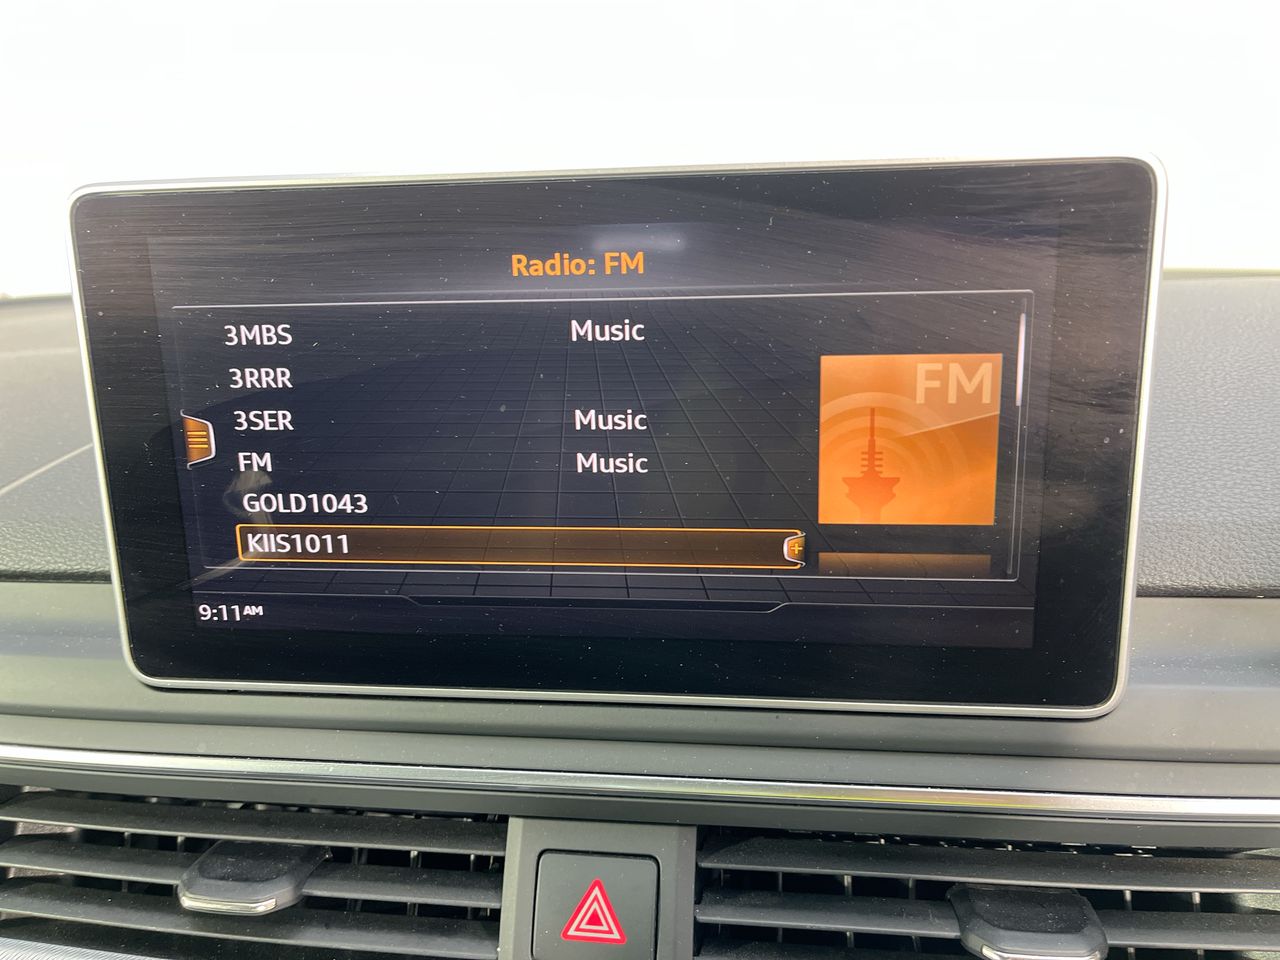 Radio: FM
3MBS Music
3RRR
3SER Music
FM Music
GOLD1043
KIIS1011
FM
9:11AM